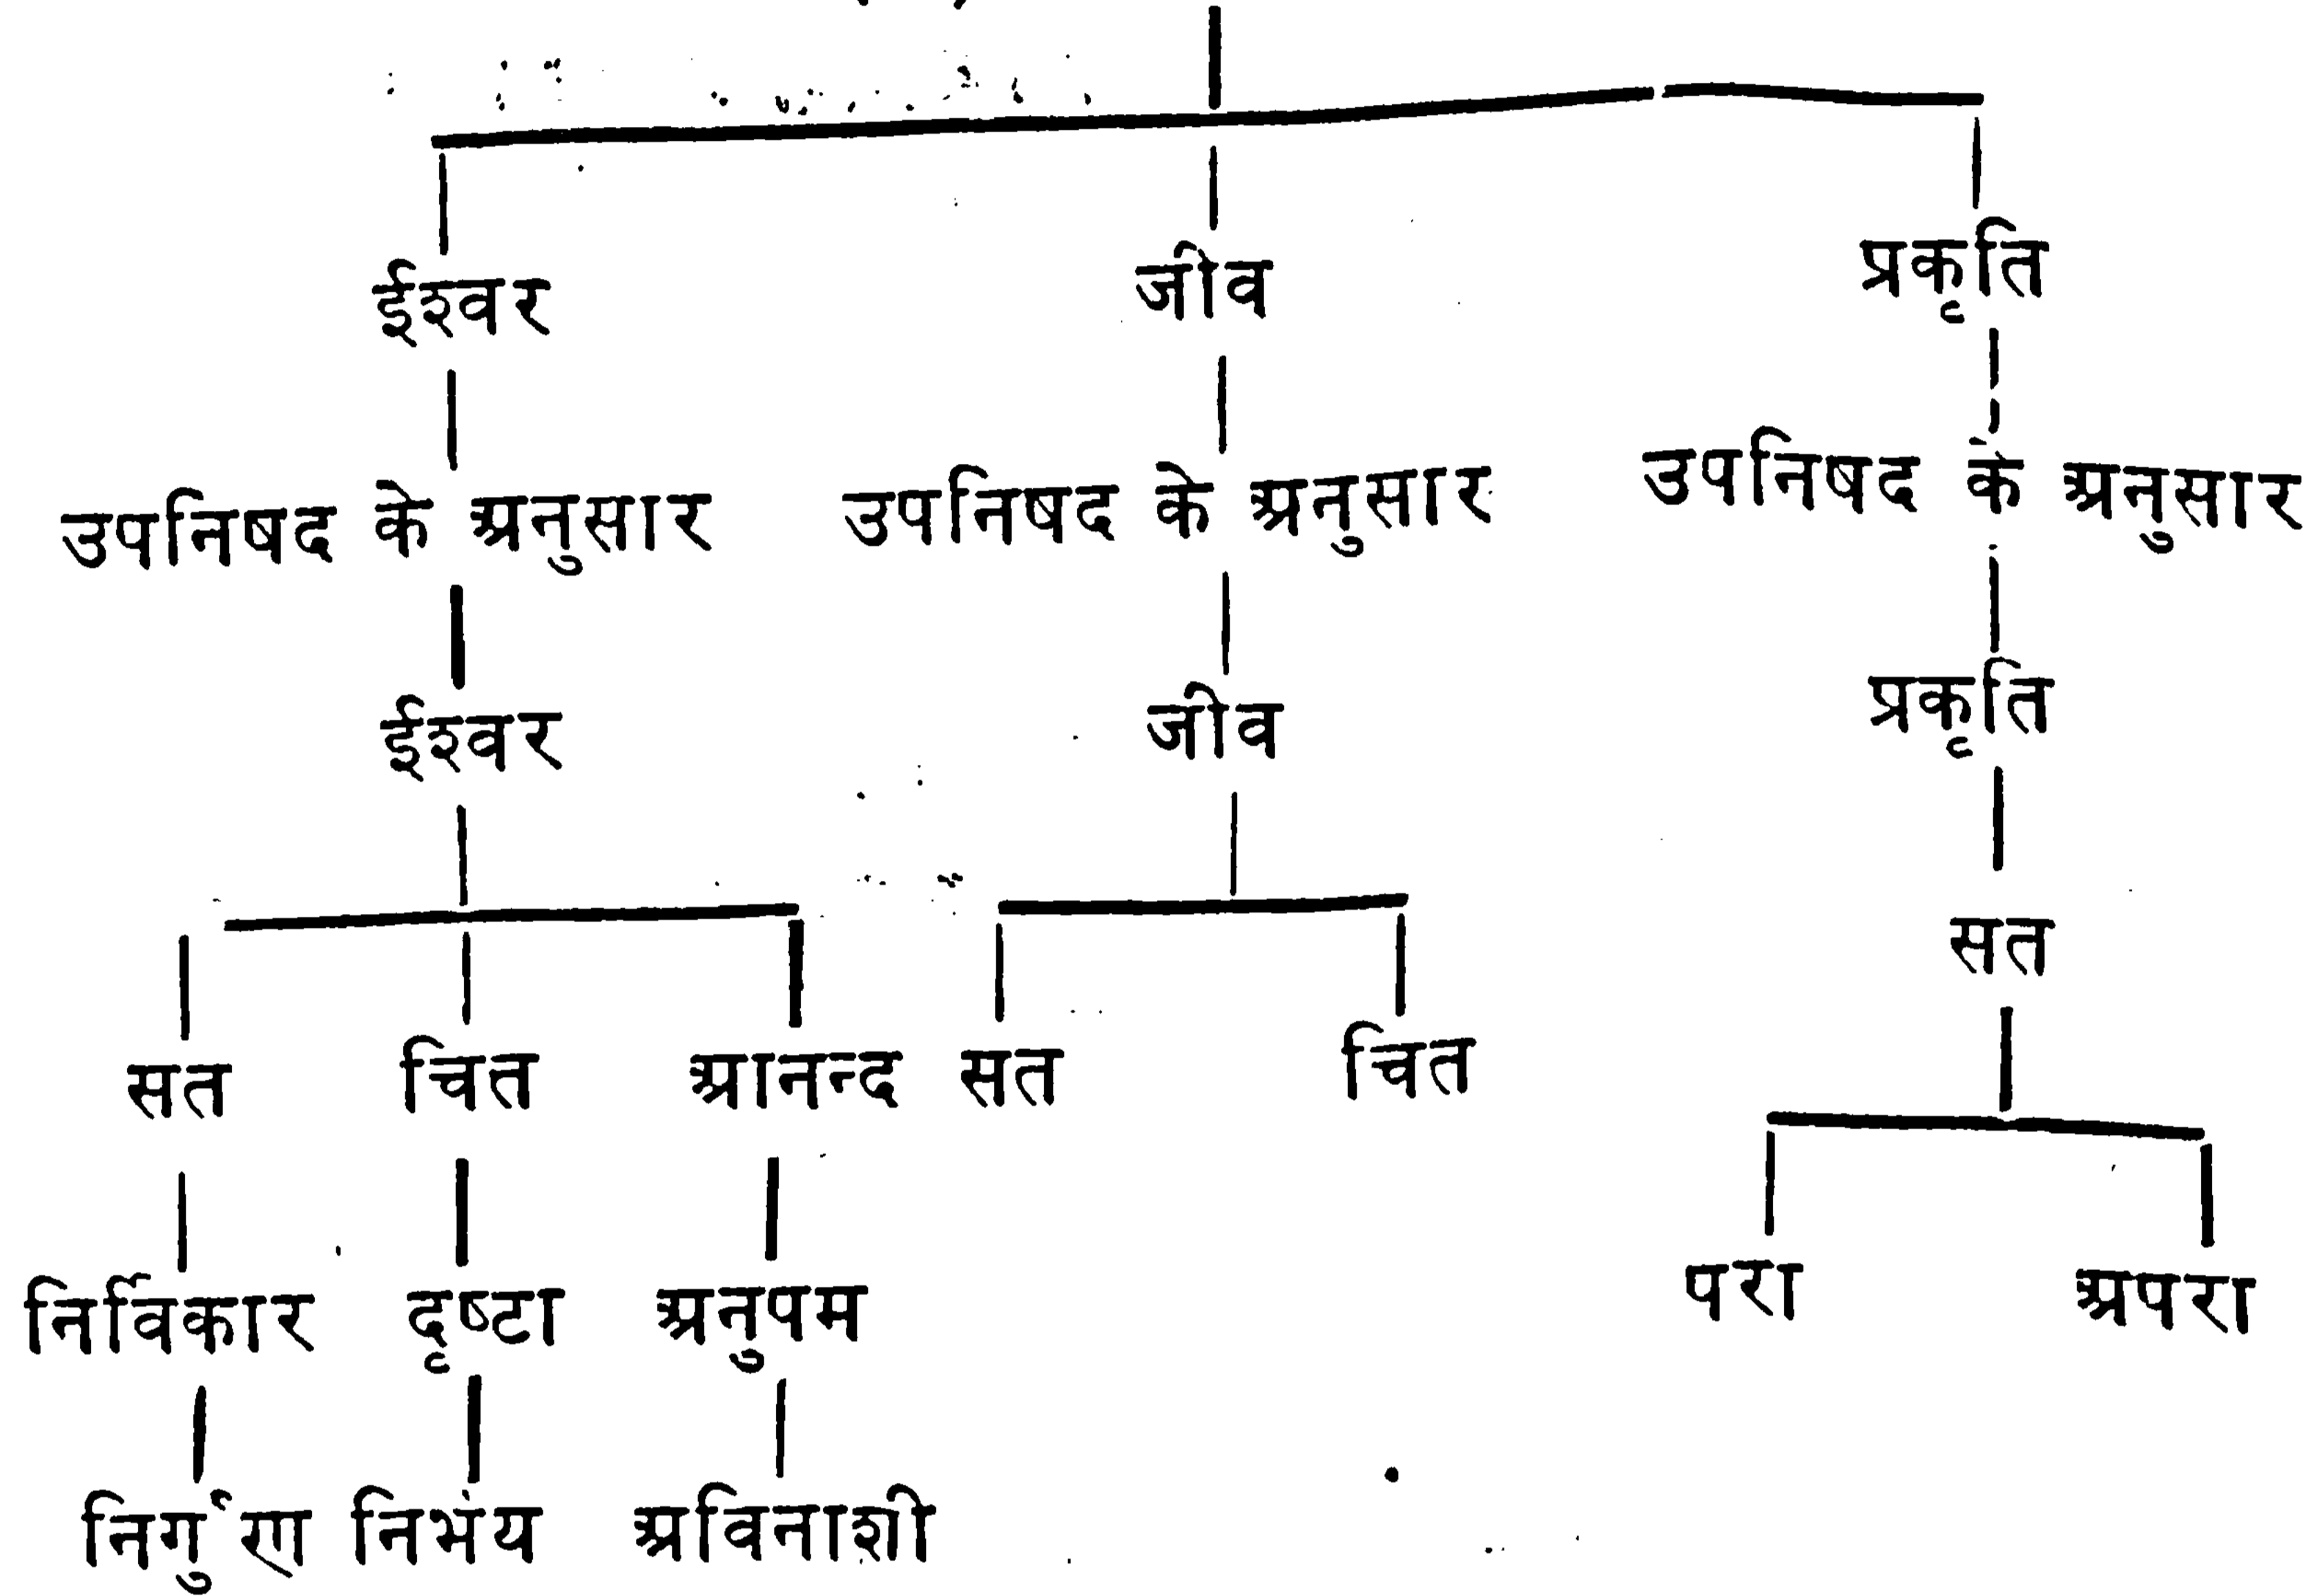 ईश्वर जीव प्रकृति
उपनिषद के अनुसार उपनिषद के अनुसार उपनिषद के अनुसार
ईश्वर जीव प्रकृति
सत
सत चित आनन्द सत चित
परा अपरा
निर्विकार दृष्टा अनुपम
निर्गुण निर्भय अविनाशी